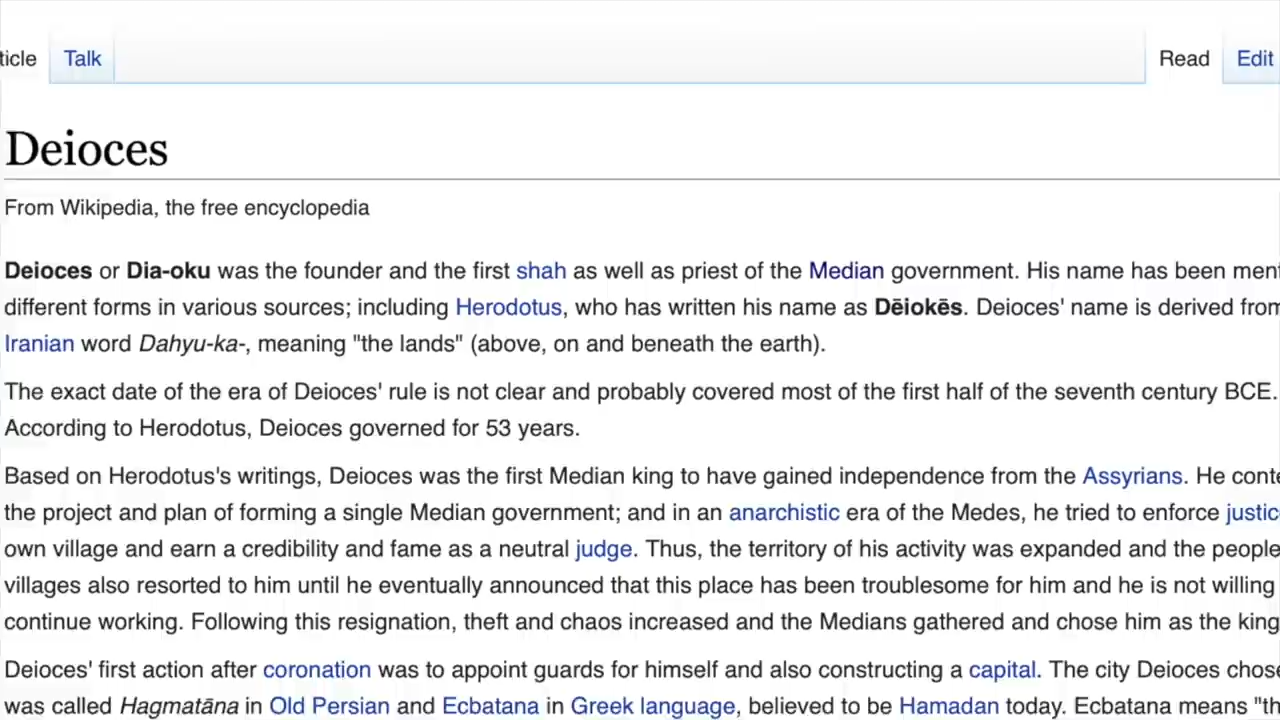 ticle Talk Read Edit
Deioces
From Wikipedia, the free encyclopedia
Deioces or Dia-oku was the founder and the first shah as well as priest of the Median government. His name has been
different forms in various sources; including Herodotus, who has written his name as Dēiokēs. Deioces' name is derived from
Iranian word Dahyu-ka-, meaning "the lands" (above, on and beneath the earth).
The exact date of the era of Deioces' rule is not clear and probably covered most of the first half of the seventh century BCE.
According to Herodotus, Deioces governed for 53 years.
Based on Herodotus's writings, Deioces was the first Median king to have gained independence from the Assyrians. He
the project and plan of forming a single Median government; and in an anarchistic era of the Medes, he tried to enforce justic
own village and earn a credibility and fame as a neutral judge. Thus, the territory of his activity was expanded and the people
villages also resorted to him until he eventually announced that this place has been troublesome for him and he is not willing
continue working. Following this resignation, theft and chaos increased and the Medians gathered and chose him as the king
Deioces' first action after coronation was to appoint guards for himself and also constructing a capital. The city Deioces chose
was called Hagmatāna in Old Persian and Ecbatana in Greek language, believed to be Hamadan today. Ecbatana means "th